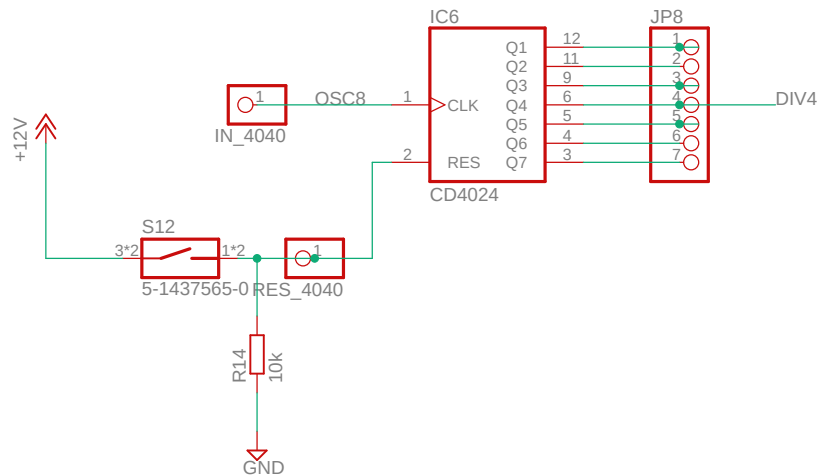 IC6
JP8
Q1 12 1
Q2 11 2
Q3 9 3
1 OSC8 1 CLK Q4 6 4 DIV4
Q5 5 5
IN_4040
Q6 4 6
2 RES Q7 3 7
+12V
CD4024
S12
3*2 1*2 1
5-1437565-0 RES_4040
R14
10k
GND